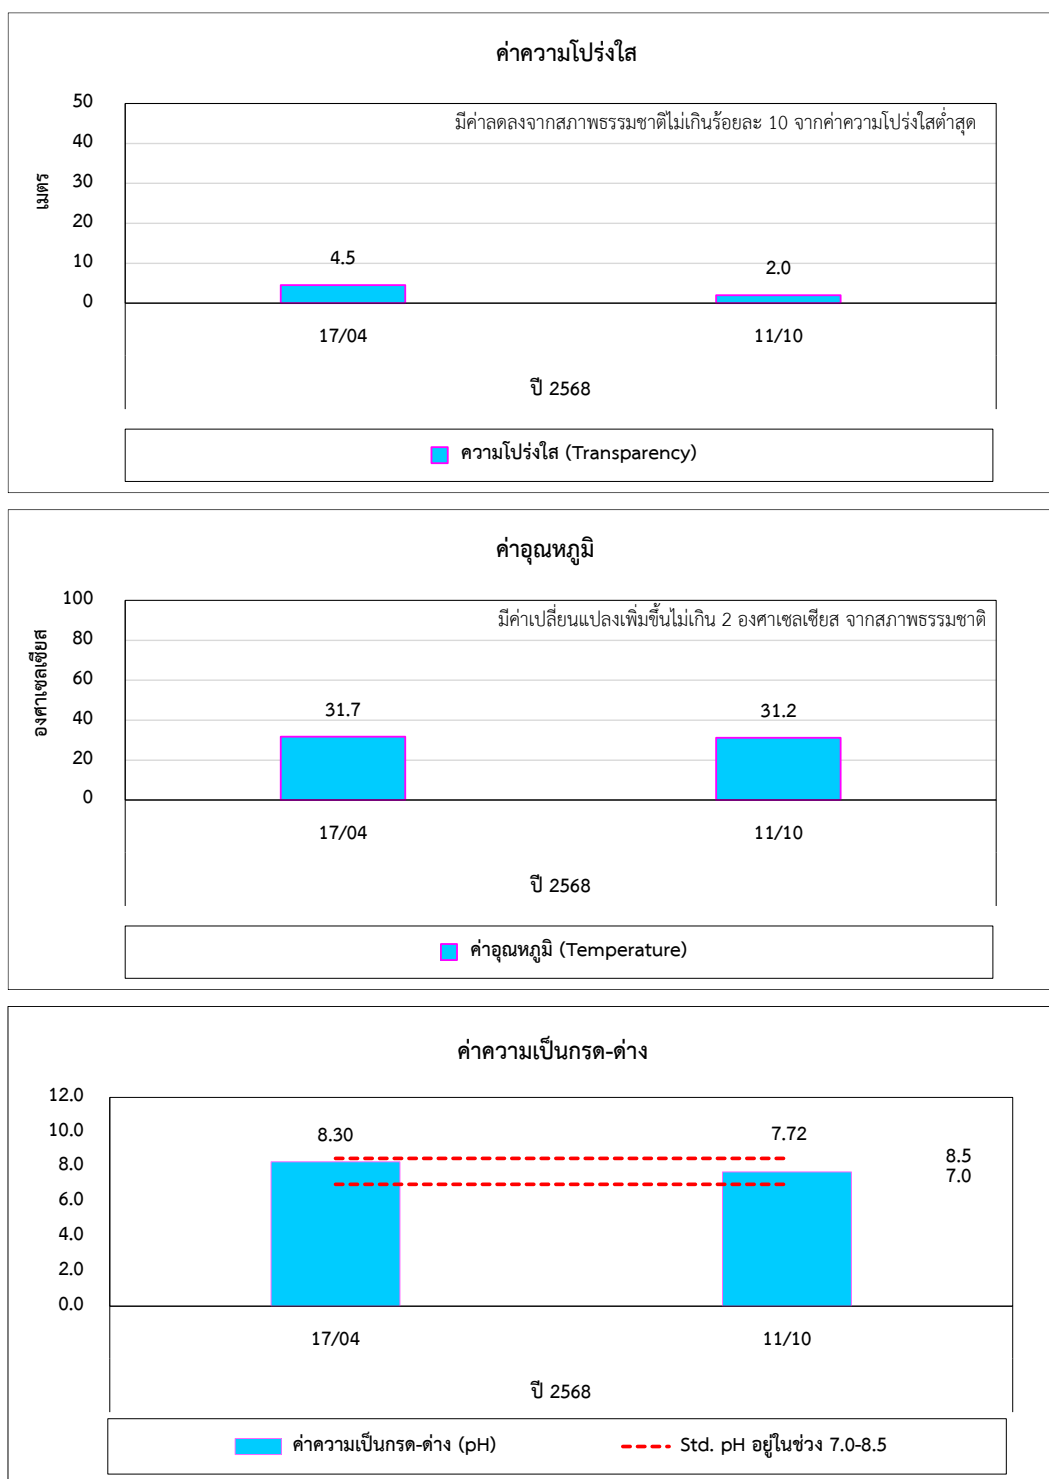 ค่าความโปร่งใส
มีค่าลดลงจากสภาพธรรมชาติไม่เกินร้อยละ 10 จากค่าความโปร่งใสต่ำสุด
เมตร
50
40
30
20
10
0
4.5
2.0
17/04
11/10
ปี 2568
ความโปร่งใส (Transparency)
ค่าอุณหภูมิ
มีค่าเปลี่ยนแปลงเพิ่มขึ้นไม่เกิน 2 องศาเซลเซียส จากสภาพธรรมชาติ
องศาเซลเซียส
100
80
60
40
20
0
31.7
31.2
17/04
11/10
ปี 2568
ค่าอุณหภูมิ (Temperature)
ค่าความเป็นกรด-ด่าง
12.0
10.0
8.0
6.0
4.0
2.0
0.0
8.30
7.72
8.5
7.0
17/04
11/10
ปี 2568
ค่าความเป็นกรด-ด่าง (pH)
Std. pH อยู่ในช่วง 7.0-8.5